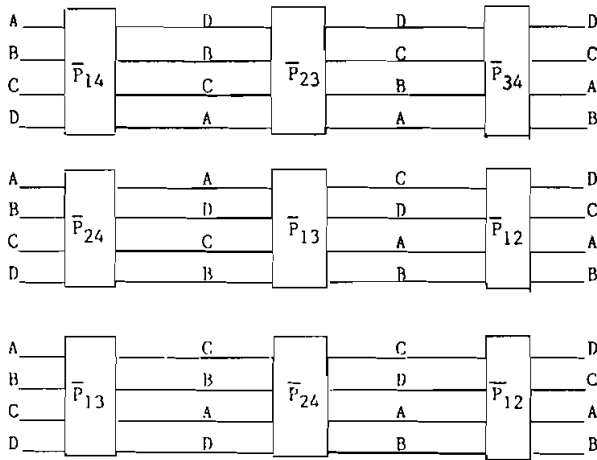 A D D D
B B C C
P̅14 P̅23 P̅34
C C B A
D A A B
A A C D
B D D C
P̅24 P̅13 P̅12
C C A A
D B B B
A C C D
B B D C
P̅13 P̅24 P̅12
C A A A
D D B B